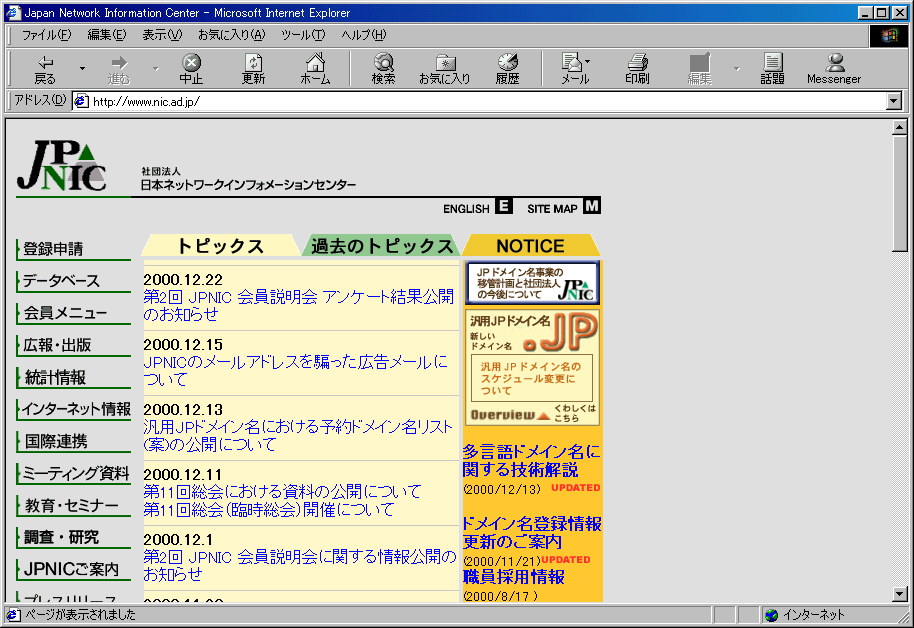 Japan Network Information Center - Microsoft Internet Explorer
ファイル(F) 編集(E) 表示(V) お気に入り(A) ツール(T) ヘルプ(H)
戻る 進む 中止 更新 ホーム 検索 お気に入り 履歴 メール 印刷 編集 話題 Messenger
アドレス(D) http://www.nic.ad.jp/
JPNIC
社団法人
日本ネットワークインフォメーションセンター
ENGLISH E SITE MAP M
登録申請
データベース
会員メニュー
広報・出版
統計情報
インターネット情報
国際連携
ミーティング資料
教育・セミナー
調査・研究
JPNICご案内
プレスリリース
トピックス 過去のトピックス NOTICE
2000.12.22
第2回 JPNIC 会員説明会 アンケート結果公開
のお知らせ
2000.12.15
JPNICのメールアドレスを騙った広告メールに
ついて
2000.12.13
汎用JPドメイン名における予約ドメイン名リスト
(案)の公開について
2000.12.11
第11回総会における資料の公開について
第11回総会(臨時総会)開催について
2000.12.1
第2回 JPNIC 会員説明会に関する情報公開の
お知らせ
JPドメイン名事業の
移管計画と社団法人
の今後について
JPNIC
汎用JPドメイン名
新しい
ドメイン名
.JP
汎用JPドメイン名の
スケジュール変更に
ついて
Overview
くわしくは
こちら
多言語ドメイン名に
関する技術解説
(2000/12/13) UPDATED
ドメイン名登録情報
更新のご案内
(2000/11/21)UPDATED
職員採用情報
(2000/8/17 )
ページが表示されました インターネット